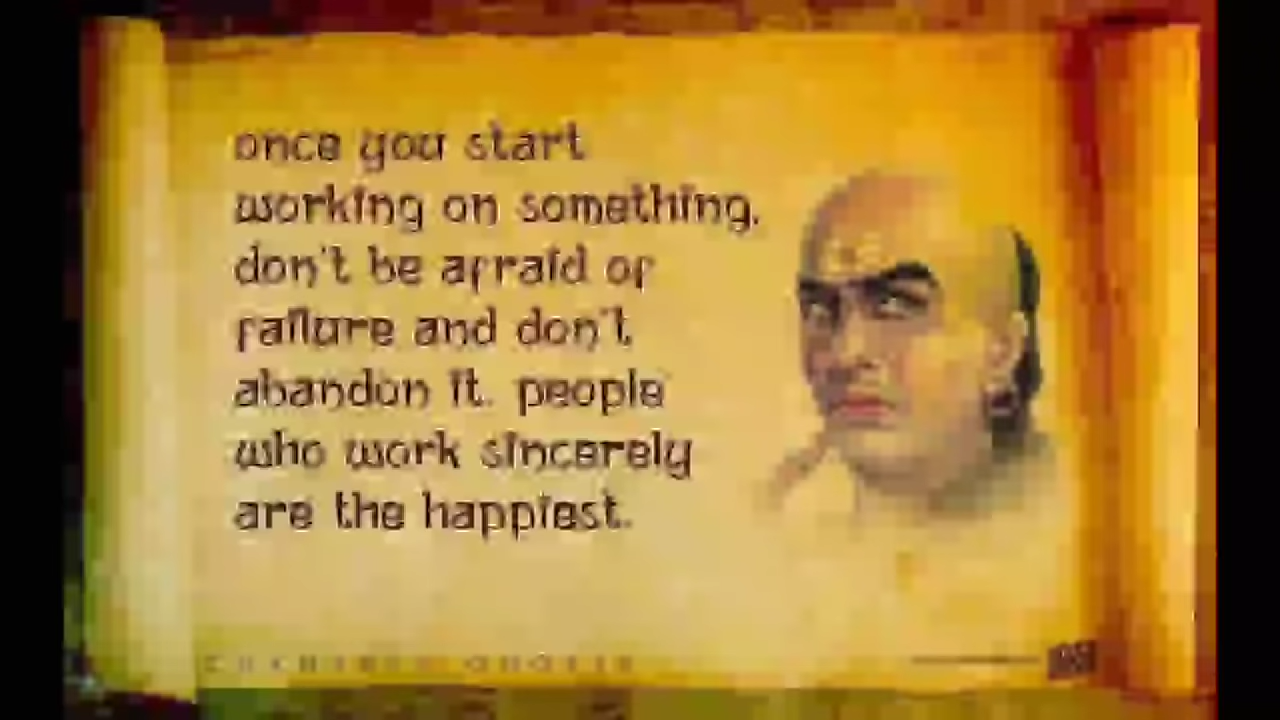 once you start
working on something,
don't be afraid of
failure and don't
abandon it. people
who work sincerely
are the happiest.